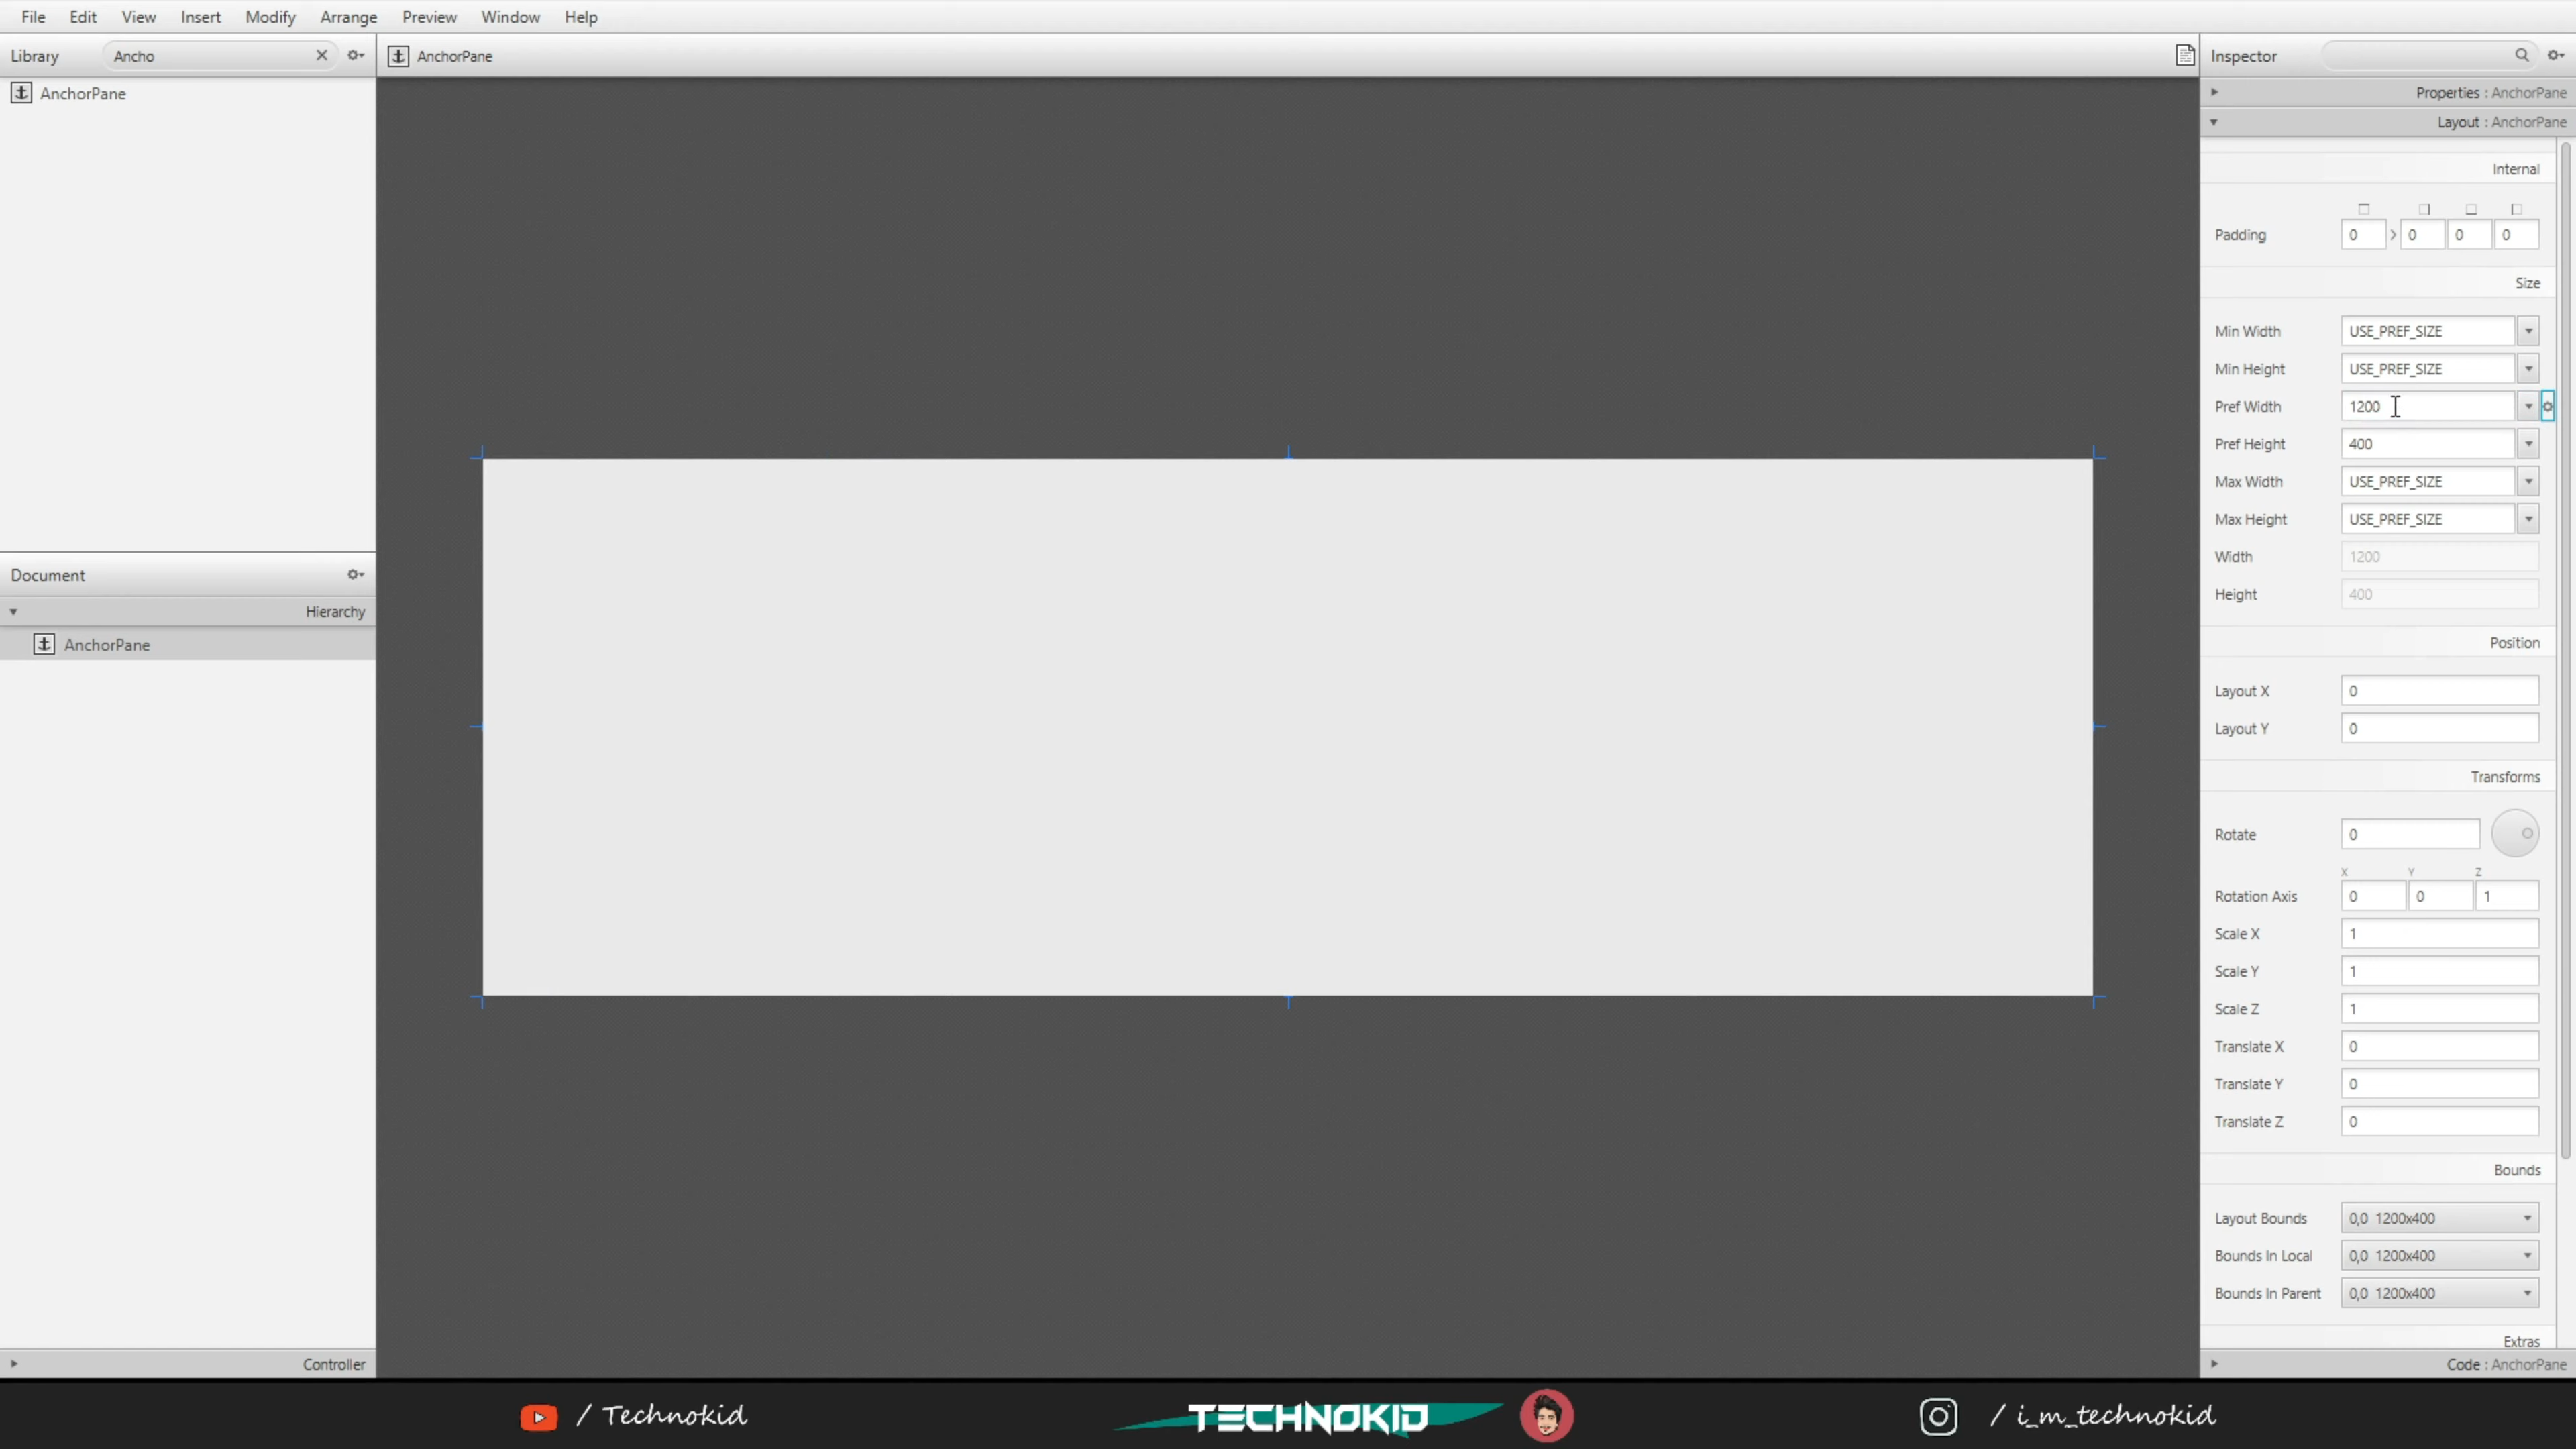 File Edit View Insert Modify Arrange Preview Window Help
Library Ancho
AnchorPane
AnchorPane
Document
Hierarchy
AnchorPane
Controller
Inspector
Properties : AnchorPane
Layout : AnchorPane
Internal
Padding 0 0 0 0
Size
Min Width USE_PREF_SIZE
Min Height USE_PREF_SIZE
Pref Width 1200
Pref Height 400
Max Width USE_PREF_SIZE
Max Height USE_PREF_SIZE
Width 1200
Height 400
Position
Layout X 0
Layout Y 0
Transforms
Rotate 0
X Y Z
Rotation Axis 0 0 1
Scale X 1
Scale Y 1
Scale Z 1
Translate X 0
Translate Y 0
Translate Z 0
Bounds
Layout Bounds 0,0 1200x400
Bounds In Local 0,0 1200x400
Bounds In Parent 0,0 1200x400
Extras
Code : AnchorPane
/ Technokid
TECHNOKID
/ i_m_technokid